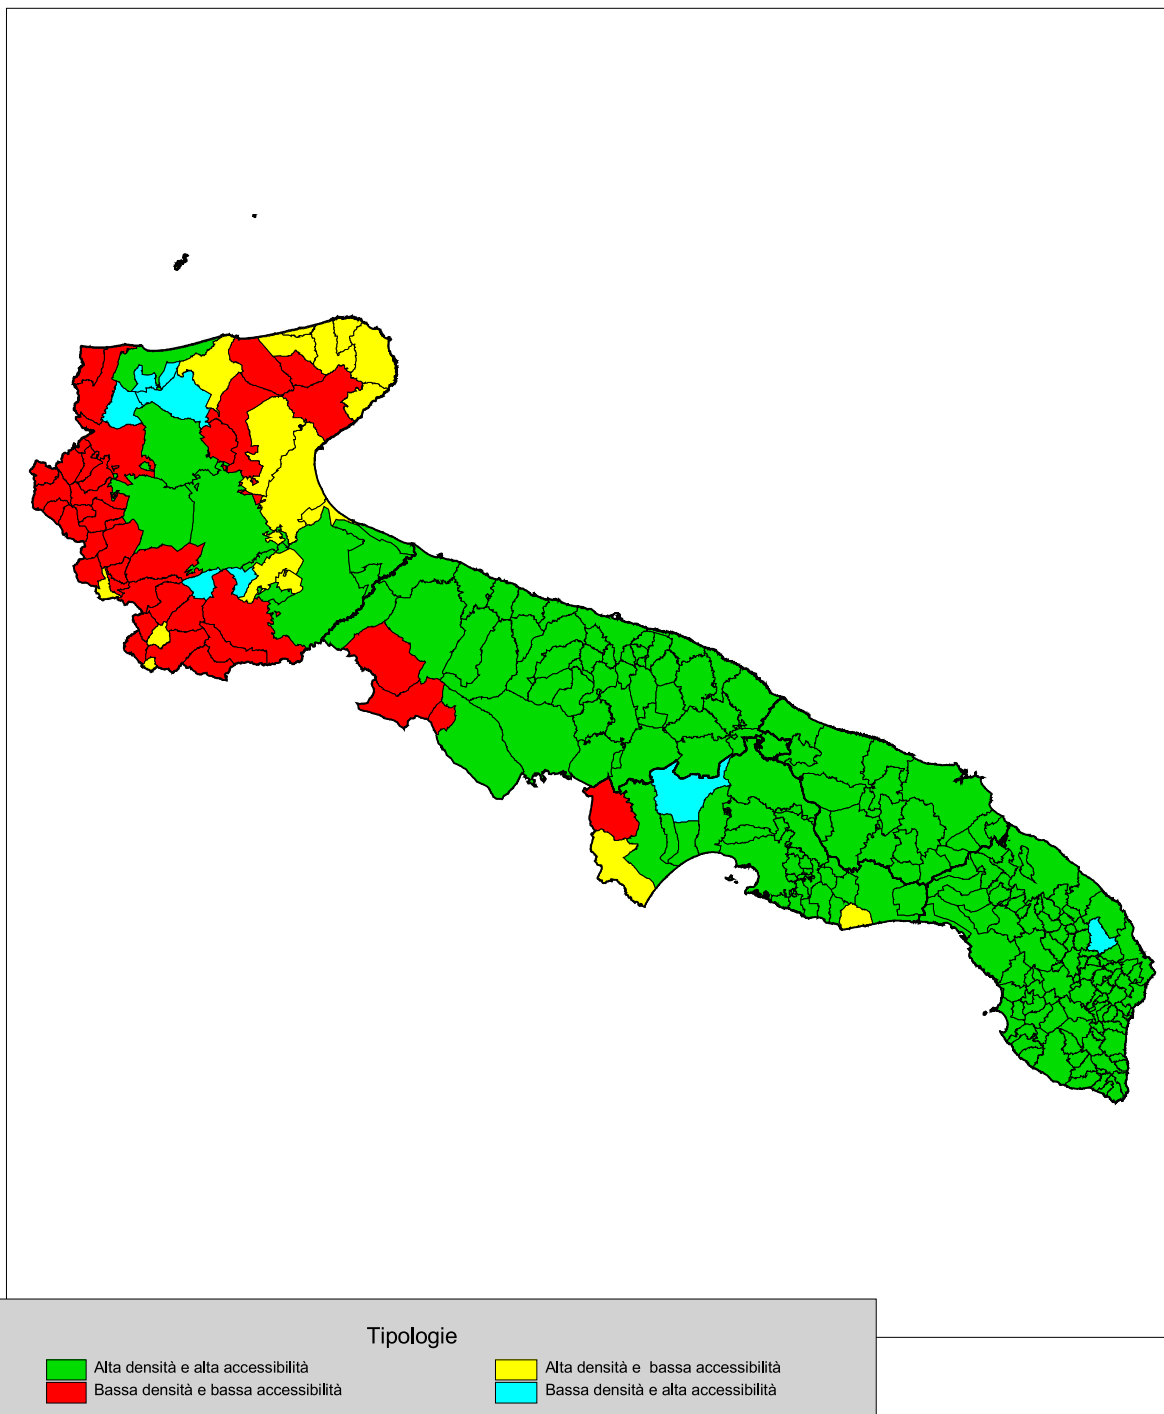 Tipologie
Alta densità e alta accessibilità
Bassa densità e bassa accessibilità
Alta densità e bassa accessibilità
Bassa densità e alta accessibilità